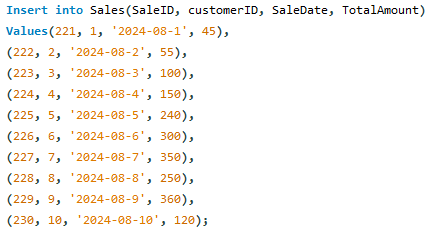 Insert into Sales(SaleID, customerID, SaleDate, TotalAmount)
Values(221, 1, '2024-08-1', 45),
(222, 2, '2024-08-2', 55),
(223, 3, '2024-08-3', 100),
(224, 4, '2024-08-4', 150),
(225, 5, '2024-08-5', 240),
(226, 6, '2024-08-6', 300),
(227, 7, '2024-08-7', 350),
(228, 8, '2024-08-8', 250),
(229, 9, '2024-08-9', 360),
(230, 10, '2024-08-10', 120);